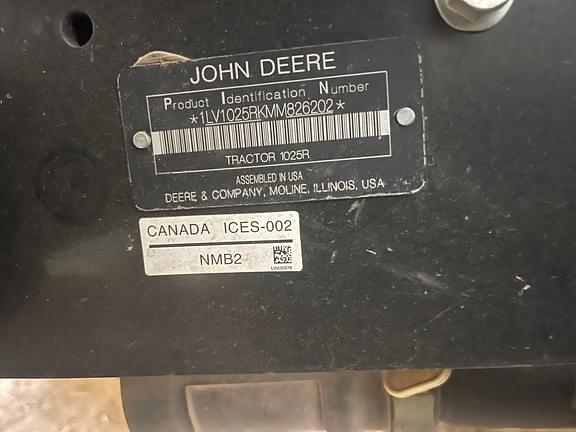 JOHN DEERE
Product Identification Number
*1LV1025RKMM826202*
TRACTOR 1025R
ASSEMBLED IN USA
DEERE & COMPANY, MOLINE, ILLINOIS, USA
CANADA ICES-002
NMB2